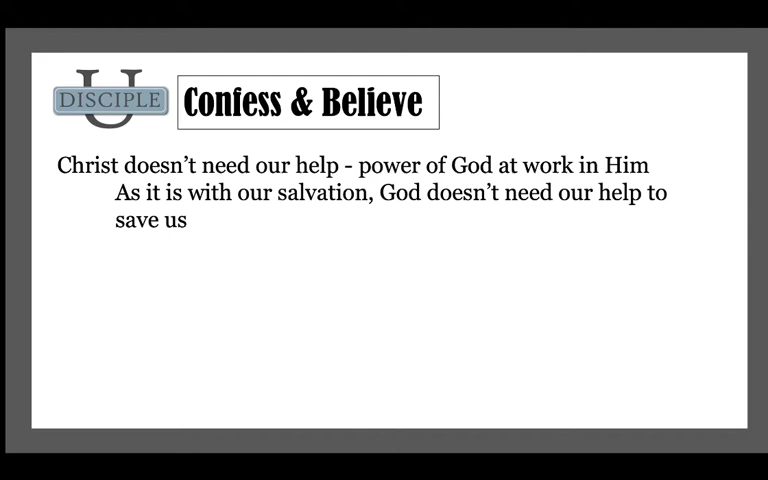 U
DISCIPLE
Confess & Believe
Christ doesn't need our help - power of God at work in Him
As it is with our salvation, God doesn't need our help to
save us